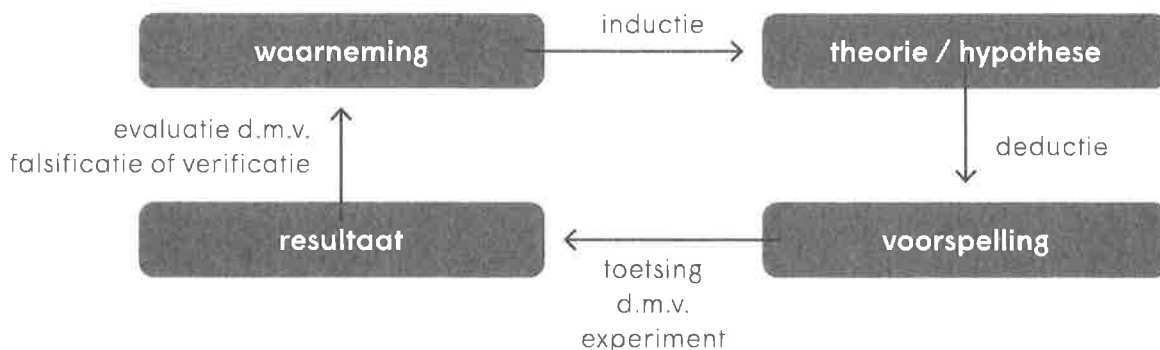 inductie
waarneming
theorie / hypothese
evaluatie d.m.v.
falsificatie of verificatie
deductie
resultaat
voorspelling
toetsing
d.m.v.
experiment